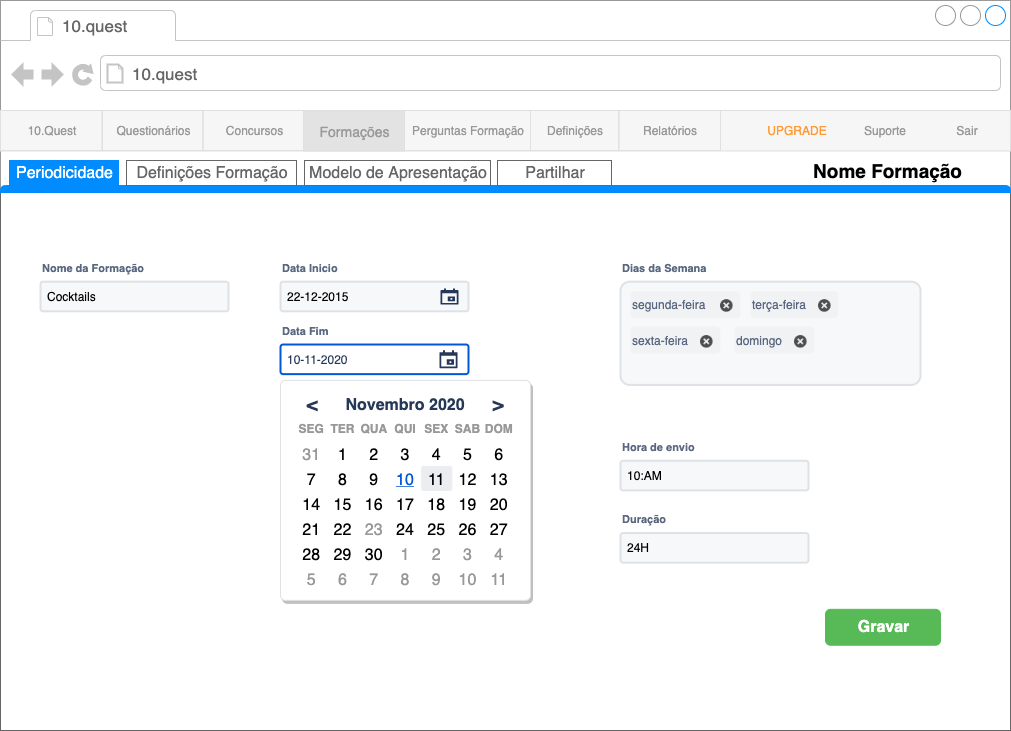 10.quest
10.quest
10.Quest Questionários Concursos Formações Perguntas Formação Definições Relatórios UPGRADE Suporte Sair
Periodicidade Definições Formação Modelo de Apresentação Partilhar Nome Formação
Nome da Formação
Cocktails
Data Inicio
22-12-2015
Data Fim
10-11-2020
< Novembro 2020 >
SEG TER QUA QUI SEX SAB DOM
31 1 2 3 4 5 6
7 8 9 10 11 12 13
14 15 16 17 18 19 20
21 22 23 24 25 26 27
28 29 30 1 2 3 4
5 6 7 8 9 10 11
Dias da Semana
segunda-feira terça-feira
sexta-feira domingo
Hora de envio
10:AM
Duração
24H
Gravar